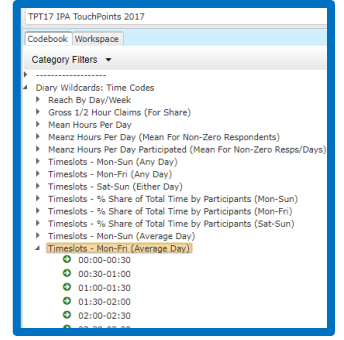 TPT17 IPA TouchPoints 2017
Codebook Workspace
Category Filters
-------------------
Diary Wildcards: Time Codes
Reach By Day/Week
Gross 1/2 Hour Claims (For Share)
Mean Hours Per Day
Meanz Hours Per Day (Mean For Non-Zero Respondents)
Meanz Hours Per Day Participated (Mean For Non-Zero Resps/Days)
Timeslots - Mon-Sun (Any Day)
Timeslots - Mon-Fri (Any Day)
Timeslots - Sat-Sun (Either Day)
Timeslots - % Share of Total Time by Participants (Mon-Sun)
Timeslots - % Share of Total Time by Participants (Mon-Fri)
Timeslots - % Share of Total Time by Participants (Sat-Sun)
Timeslots - Mon-Sun (Average Day)
Timeslots - Mon-Fri (Average Day)
00:00-00:30
00:30-01:00
01:00-01:30
01:30-02:00
02:00-02:30